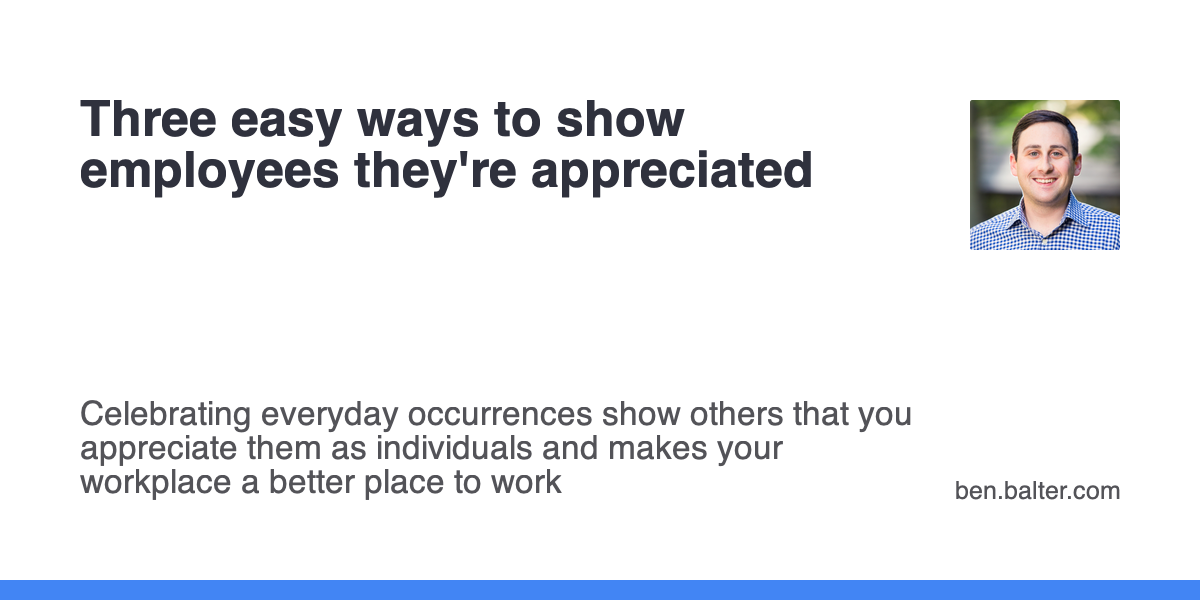 Three easy ways to show
employees they're appreciated
Celebrating everyday occurrences show others that you
appreciate them as individuals and makes your
workplace a better place to work
ben.balter.com